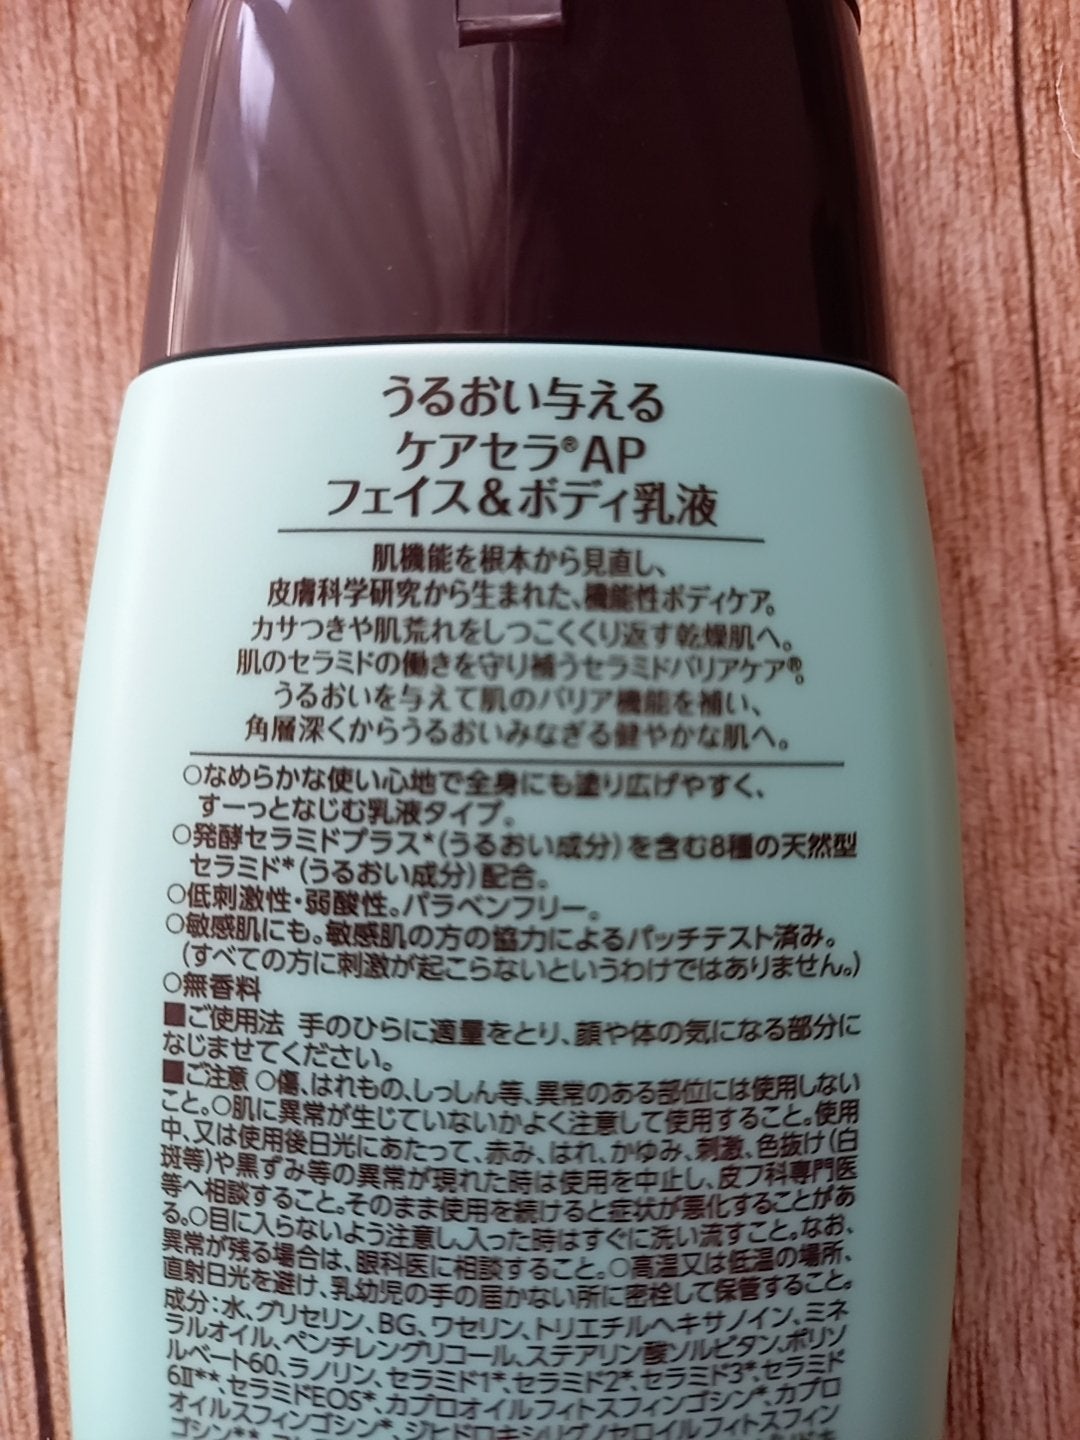 うるおい与える
ケアセラ®AP
フェイス&ボディ乳液
肌機能を根本から見直し、
皮膚科学研究から生まれた、機能性ボディケア。
カサつきや肌荒れをしつこくくり返す乾燥肌へ。
肌のセラミドの働きを守り補うセラミドバリアケア®。
うるおいを与えて肌のバリア機能を補い、
角層深くからうるおいみなぎる健やかな肌へ。
○なめらかな使い心地で全身にも塗り広げやすく、
すーっとなじむ乳液タイプ。
○発酵セラミドプラス*(うるおい成分)を含む8種の天然型
セラミド*(うるおい成分)配合。
○低刺激性・弱酸性。パラベンフリー。
○敏感肌にも。敏感肌の方の協力によるパッチテスト済み。
(すべての方に刺激が起こらないというわけではありません。)
○無香料
■ご使用法 手のひらに適量をとり、顔や体の気になる部分に
なじませてください。
■ご注意 ○傷、はれもの、しっしん等、異常のある部位には使用しない
こと。○肌に異常が生じていないかよく注意して使用すること。使用
中、又は使用後日光にあたって、赤み、はれ、かゆみ、刺激、色抜け(白
斑等)や黒ずみ等の異常が現れた時は使用を中止し、皮フ科専門医
等へ相談すること。そのまま使用を続けると症状が悪化することがあ
る。○目に入らないよう注意し、入った時はすぐに洗い流すこと。なお、
異常が残る場合は、眼科医に相談すること。○高温又は低温の場所、
直射日光を避け、乳幼児の手の届かない所に密栓して保管すること。
成分:水、グリセリン、BG、ワセリン、トリエチルヘキサノイン、ミネ
ラルオイル、ペンチレングリコール、ステアリン酸ソルビタン、ポリソ
ルベート60、ラノリン、セラミド1*、セラミド2*、セラミド3*、セラミド
6II**、セラミドEOS*、カプロオイルフィトスフィンゴシン*、カプロ
オイルスフィンゴシン*、ジヒドロキシリグノセロイルフィトスフィン
ゴシン**